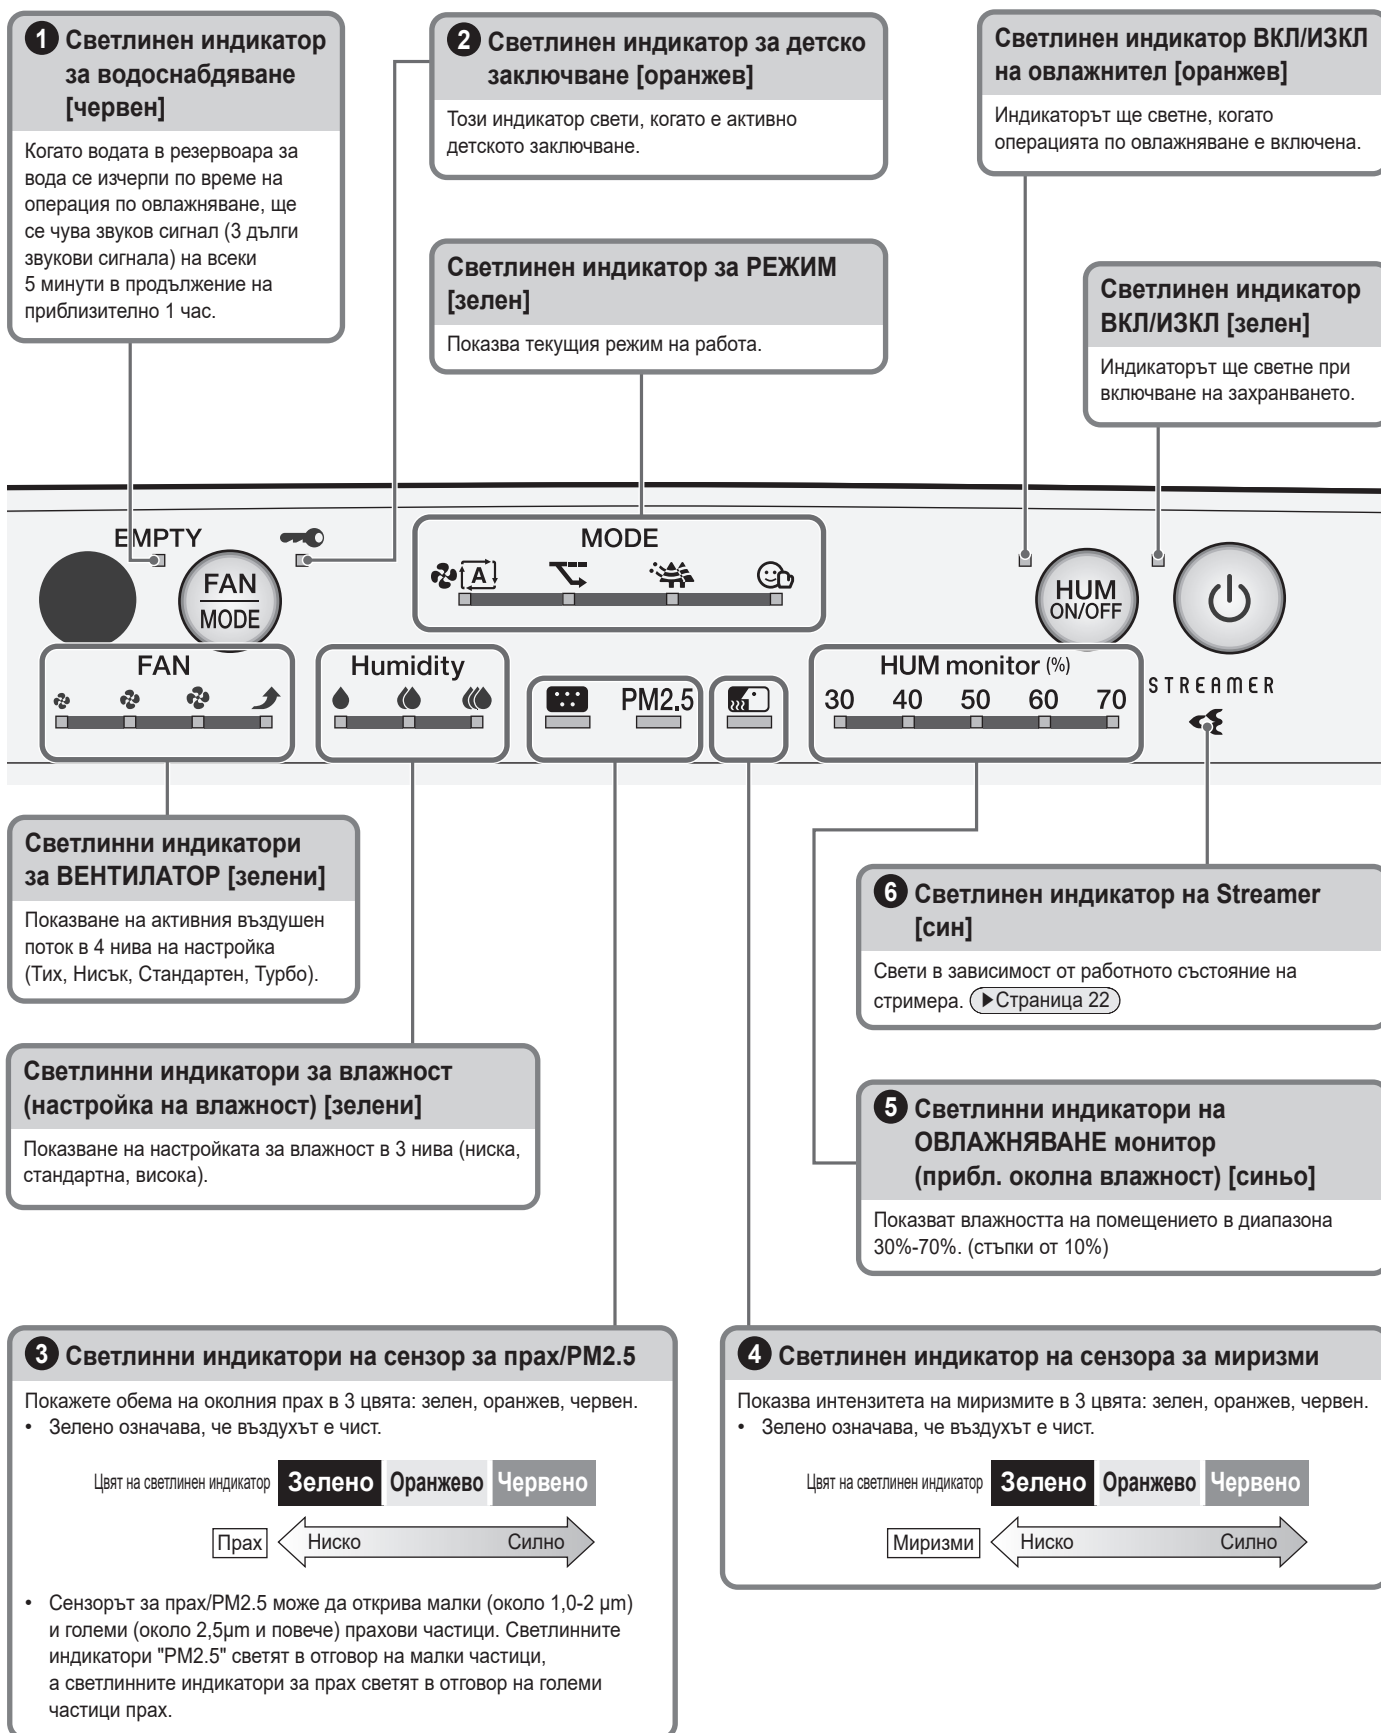 1 Светлинен индикатор
за водоснабдяване
[червен]
Когато водата в резервоара за
вода се изчерпи по време на
операция по овлажняване, ще
се чува звуков сигнал (3 дълги
звукови сигнала) на всеки
5 минути в продължение на
приблизително 1 час.
2 Светлинен индикатор за детско
заключване [оранжев]
Този индикатор свети, когато е активно
детското заключване.
Светлинен индикатор ВКЛ/ИЗКЛ
на овлажнител [оранжев]
Индикаторът ще светне, когато
операцията по овлажняване е включена.
Светлинен индикатор за РЕЖИМ
[зелен]
Показва текущия режим на работа.
Светлинен индикатор
ВКЛ/ИЗКЛ [зелен]
Индикаторът ще светне при
включване на захранването.
EMPTY
FAN
MODE
MODE
A
HUM
ON/OFF
FAN
Humidity
PM2.5
HUM monitor (%)
30 40 50 60 70
STREAMER
Светлинни индикатори
за ВЕНТИЛАТОР [зелени]
Показване на активния въздушен
поток в 4 нива на настройка
(Тих, Нисък, Стандартен, Турбо).
6 Светлинен индикатор на Streamer
[син]
Свети в зависимост от работното състояние на
стримера. ▶Страница 22
Светлинни индикатори за влажност
(настройка на влажност) [зелени]
Показване на настройката за влажност в 3 нива (ниска,
стандартна, висока).
5 Светлинни индикатори на
ОВЛАЖНЯВАНЕ монитор
(прибл. околна влажност) [синьо]
Показват влажността на помещението в диапазона
30%-70%. (стъпки от 10%)
3 Светлинни индикатори на сензор за прах/PM2.5
Покажете обема на околния прах в 3 цвята: зелен, оранжев, червен.
• Зелено означава, че въздухът е чист.
Цвят на светлинен индикатор Зелено Оранжево Червено
Прах Ниско Силно
• Сензорът за прах/PM2.5 може да открива малки (около 1,0-2 μm)
и големи (около 2,5μm и повече) прахови частици. Светлинните
индикатори "PM2.5" светят в отговор на малки частици,
а светлинните индикатори за прах светят в отговор на големи
частици прах.
4 Светлинен индикатор на сензора за миризми
Показва интензитета на миризмите в 3 цвята: зелен, оранжев, червен.
• Зелено означава, че въздухът е чист.
Цвят на светлинен индикатор Зелено Оранжево Червено
Миризми Ниско Силно